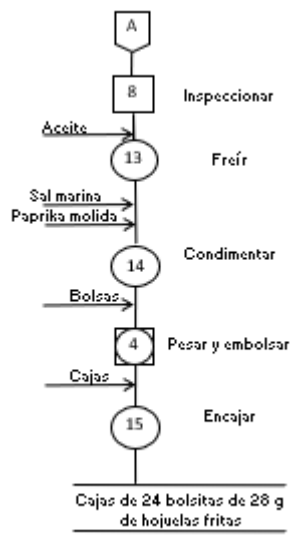 A
8
Inspeccionar
Aceite
13
Freír
Sal marina
Paprika molida
14
Condimentar
Bolsas
4
Pesar y embolsar
Cajas
15
Encajar
Cajas de 24 bolsitas de 28 g
de hojuelas fritas